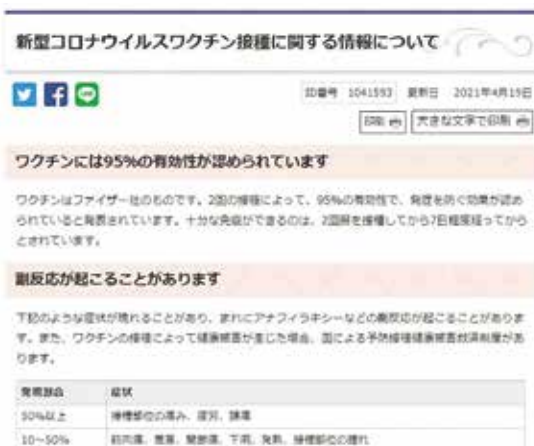 新型コロナウイルスワクチン接種に関する情報について
ID番号 1041593 更新日 2021年4月19日
印刷 大きな文字で印刷
ワクチンには95%の有効性が認められています
ワクチンはファイザー社のものです。2回の接種によって、95%の有効性で、発症を防ぐ効果が認め
られていると発表されています。十分な免疫ができるのは、2回目を接種してから7日程度経ってから
とされています。
副反応が起こることがあります
下記のような症状が現れることがあり、まれにアナフィラキシーなどの副反応が起こることがありま
す。また、ワクチンの接種によって健康被害が生じた場合、国による予防接種健康被害救済制度があ
ります。
発現割合 症状
50%以上 接種部位の痛み、疲労、頭痛
10~50% 筋肉痛、悪寒、関節痛、下痢、発熱、接種部位の腫れ